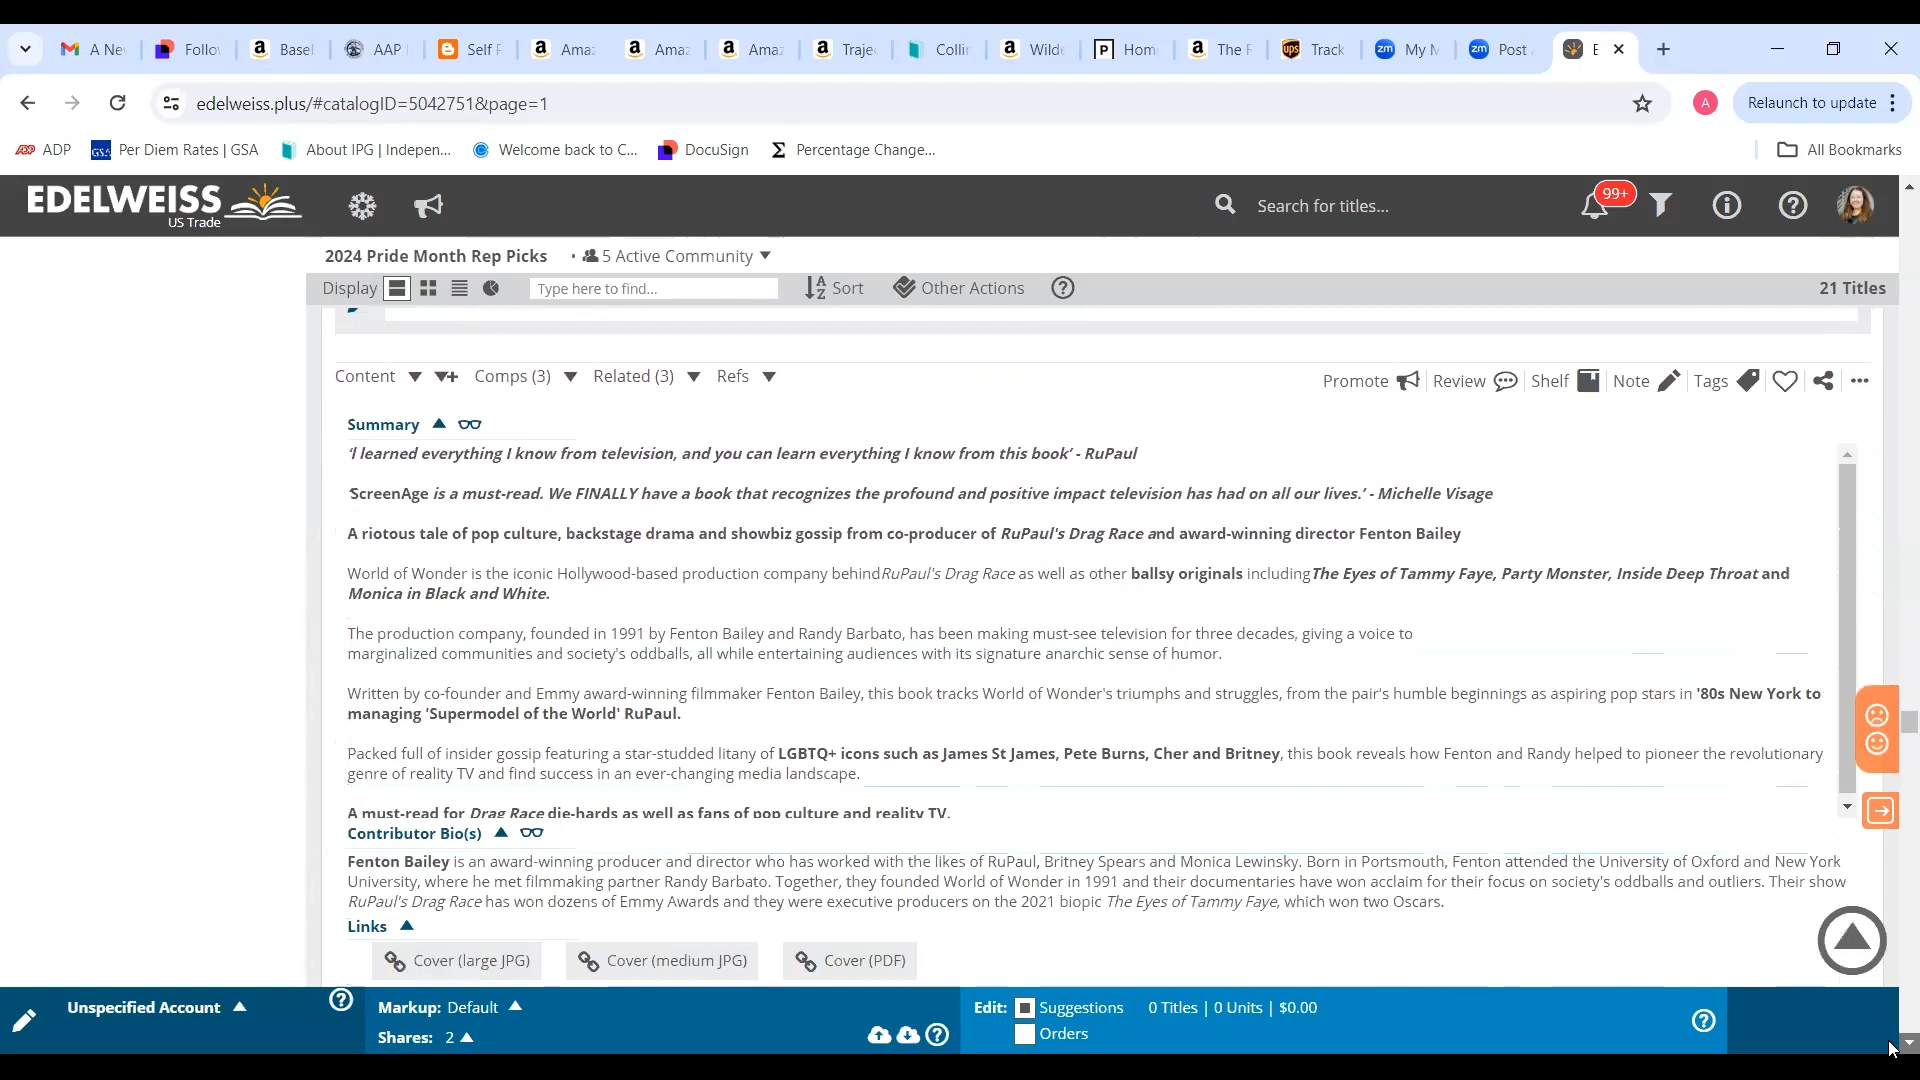 A Ne
Follo
Basel
AAP
Self F
Amaz
Amaz
Amaz
Traje
Collin
Wilde
P Hom
The F
ups Track
zm My M
zm Post
E
edelweiss.plus/#catalogID=5042751&page=1
A
Relaunch to update
ADP ADP
GSA Per Diem Rates | GSA
About IPG | Indepen...
Welcome back to C...
DocuSign
Σ Percentage Change...
All Bookmarks
EDELWEISS
US Trade
Search for titles...
99+
2024 Pride Month Rep Picks
• 5 Active Community
Display
Type here to find...
A Z Sort
Other Actions
21 Titles
Content
Comps (3)
Related (3)
Refs
Promote
Review
Shelf
Note
Tags
Summary
‘I learned everything I know from television, and you can learn everything I know from this book’ - RuPaul
‘ScreenAge is a must-read. We FINALLY have a book that recognizes the profound and positive impact television has had on all our lives.’ - Michelle Visage
A riotous tale of pop culture, backstage drama and showbiz gossip from co-producer of RuPaul's Drag Race and award-winning director Fenton Bailey
World of Wonder is the iconic Hollywood-based production company behind RuPaul's Drag Race as well as other ballsy originals including The Eyes of Tammy Faye, Party Monster, Inside Deep Throat and
Monica in Black and White.
The production company, founded in 1991 by Fenton Bailey and Randy Barbato, has been making must-see television for three decades, giving a voice to
marginalized communities and society's oddballs, all while entertaining audiences with its signature anarchic sense of humor.
Written by co-founder and Emmy award-winning filmmaker Fenton Bailey, this book tracks World of Wonder's triumphs and struggles, from the pair's humble beginnings as aspiring pop stars in '80s New York to
managing 'Supermodel of the World' RuPaul.
Packed full of insider gossip featuring a star-studded litany of LGBTQ+ icons such as James St James, Pete Burns, Cher and Britney, this book reveals how Fenton and Randy helped to pioneer the revolutionary
genre of reality TV and find success in an ever-changing media landscape.
A must-read for Drag Race die-hards as well as fans of pop culture and reality TV.
Contributor Bio(s)
Fenton Bailey is an award-winning producer and director who has worked with the likes of RuPaul, Britney Spears and Monica Lewinsky. Born in Portsmouth, Fenton attended the University of Oxford and New York
University, where he met filmmaking partner Randy Barbato. Together, they founded World of Wonder in 1991 and their documentaries have won acclaim for their focus on society's oddballs and outliers. Their show
RuPaul's Drag Race has won dozens of Emmy Awards and they were executive producers on the 2021 biopic The Eyes of Tammy Faye, which won two Oscars.
Links
Cover (large JPG)
Cover (medium JPG)
Cover (PDF)
Unspecified Account
Markup: Default
Shares: 2
Edit: Suggestions
Orders
0 Titles | 0 Units | $0.00